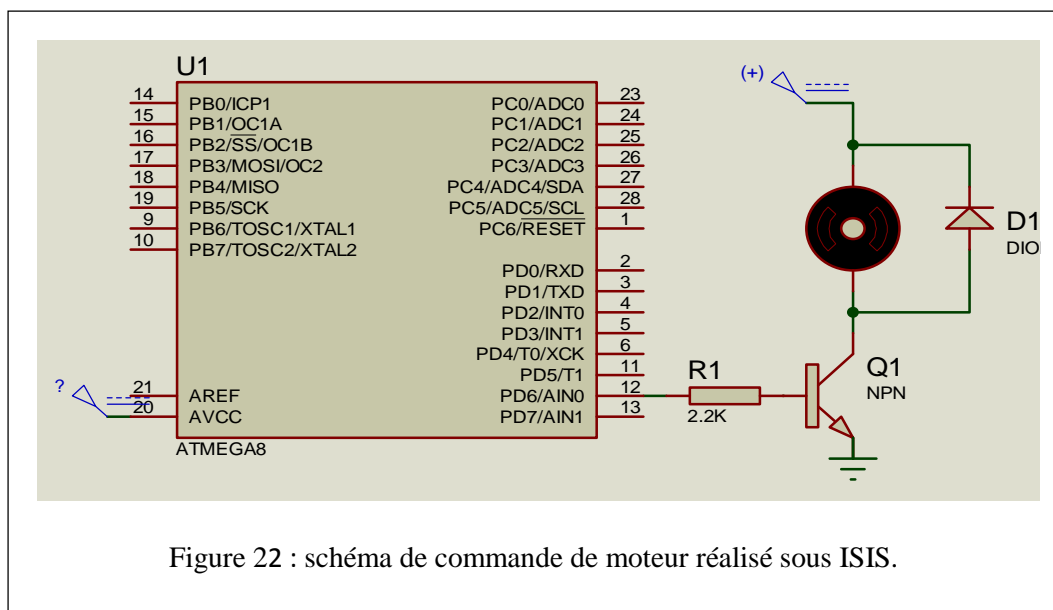 U1
(+)
14 PB0/ICP1 PC0/ADC0 23
15 PB1/OC1A PC1/ADC1 24
16 PB2/SS/OC1B PC2/ADC2 25
17 PB3/MOSI/OC2 PC3/ADC3 26
18 PB4/MISO PC4/ADC4/SDA 27
19 PB5/SCK PC5/ADC5/SCL 28
9 PB6/TOSC1/XTAL1 PC6/RESET 1
10 PB7/TOSC2/XTAL2
PD0/RXD 2
PD1/TXD 3
PD2/INT0 4
PD3/INT1 5
PD4/T0/XCK 6
PD5/T1 11
?
21 AREF PD6/AIN0 12
20 AVCC PD7/AIN1 13
ATMEGA8
R1
2.2K
Q1
NPN
D1
DIO
Figure 22 : schéma de commande de moteur réalisé sous ISIS.